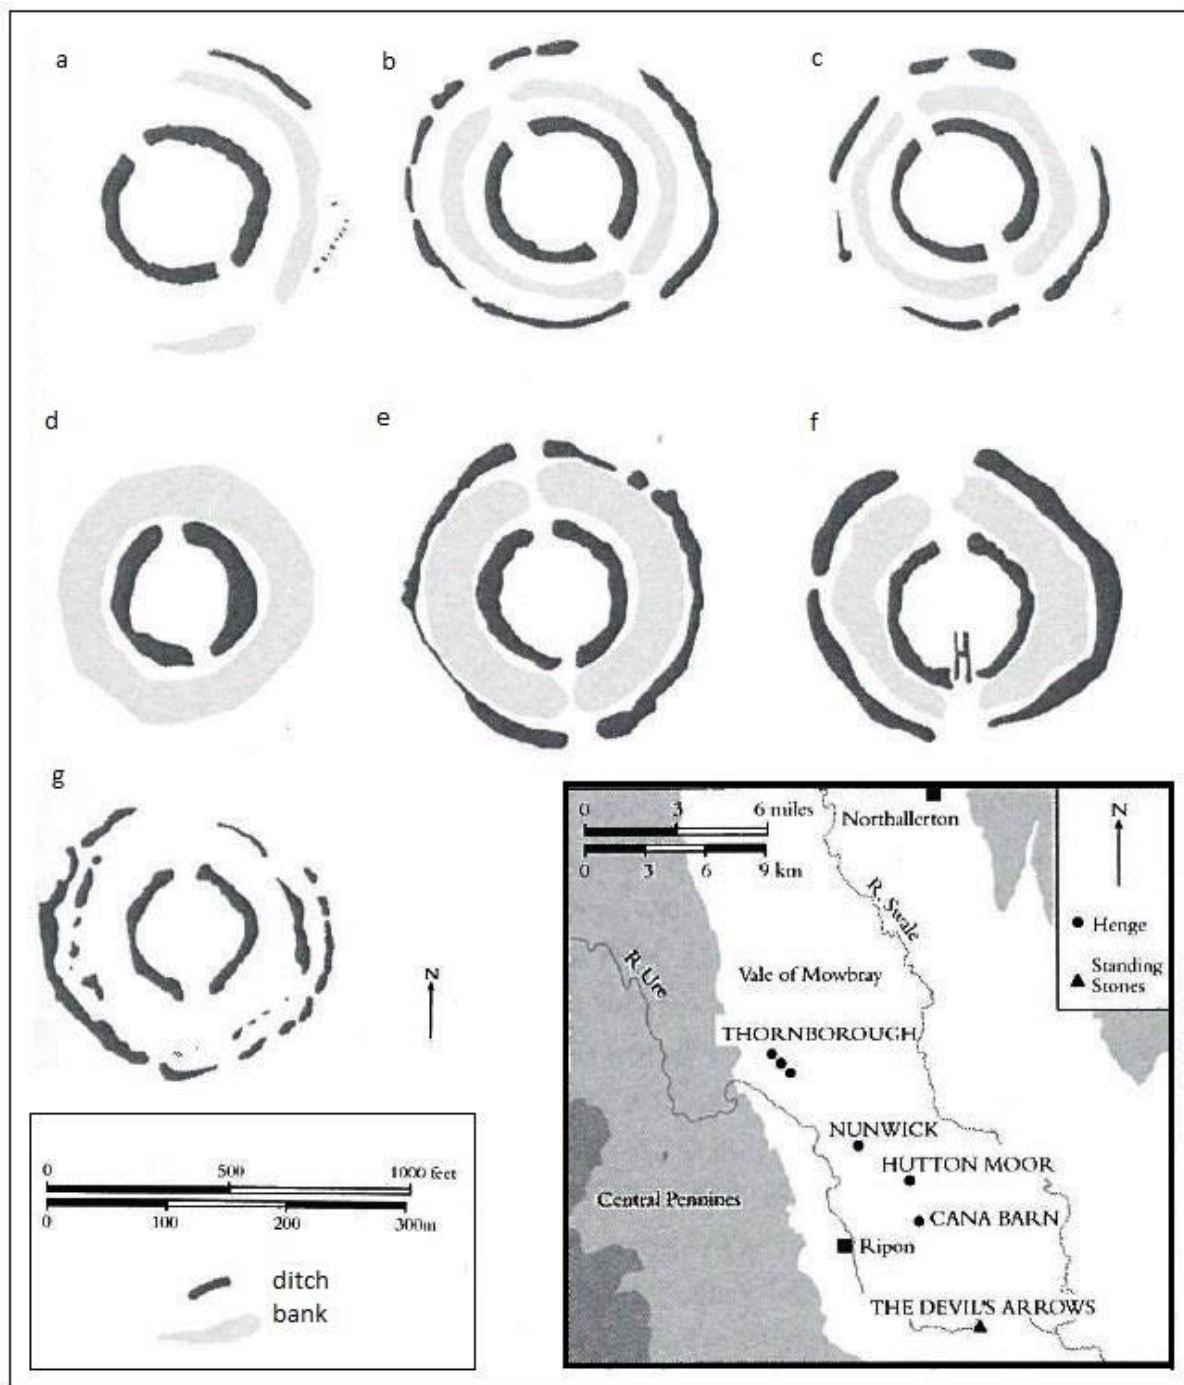 a
b
c
d
e
f
g
N
0 500 1000 feet
0 100 200 300m
ditch
bank
0 3 6 miles
0 3 6 9 km
Northallerton
N
Henge
Standing
Stones
R. Swale
R. Ure
Vale of Mowbray
THORNBOROUGH
NUNWICK
HUTTON MOOR
Central Pennines
CANA BARN
Ripon
THE DEVIL'S ARROWS